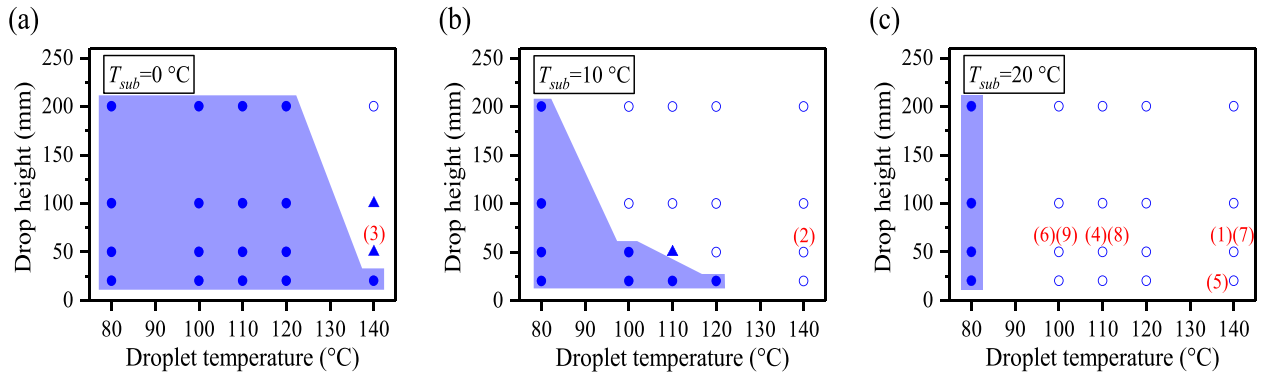 (a)
T_sub=0 °C
Drop height (mm)
250
200
150
100
50
0
(3)
80 90 100 110 120 130 140
Droplet temperature (°C)
(b)
T_sub=10 °C
Drop height (mm)
250
200
150
100
50
0
(2)
80 90 100 110 120 130 140
Droplet temperature (°C)
(c)
T_sub=20 °C
Drop height (mm)
250
200
150
100
50
0
(6)(9) (4)(8) (1)(7)
(5)
80 90 100 110 120 130 140
Droplet temperature (°C)